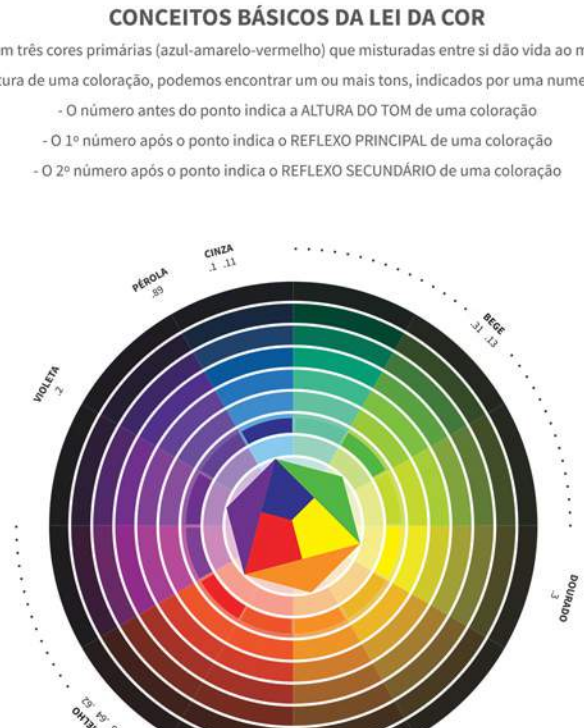 CONCEITOS BÁSICOS DA LEI DA COR
m três cores primárias (azul-amarelo-vermelho) que misturadas entre si dão vida ao m
tura de uma coloração, podemos encontrar um ou mais tons, indicados por uma nume
- O número antes do ponto indica a ALTURA DO TOM de uma coloração
- O 1º número após o ponto indica o REFLEXO PRINCIPAL de uma coloração
- O 2º número após o ponto indica o REFLEXO SECUNDÁRIO de uma coloração
CINZA
.1 .11
PÉROLA
.89
BEGE
.31 .13
VIOLETA
.2
DOURADO
.3
.62
.64